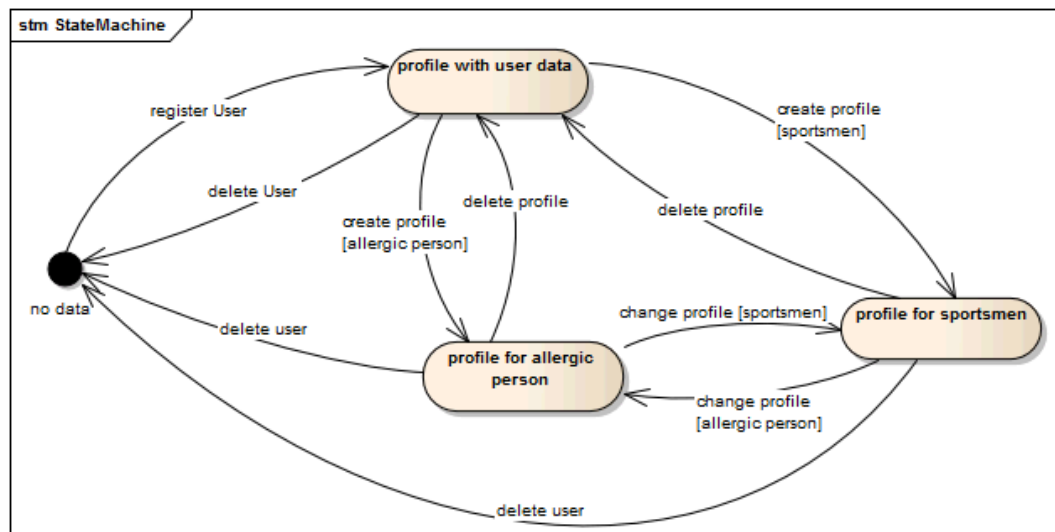 stm StateMachine
profile with user data
register User
create profile
[sportsmen]
delete User
create profile
[allergic person]
delete profile
delete profile
no data
change profile [sportsmen]
profile for sportsmen
delete user
profile for allergic
person
change profile
[allergic person]
delete user